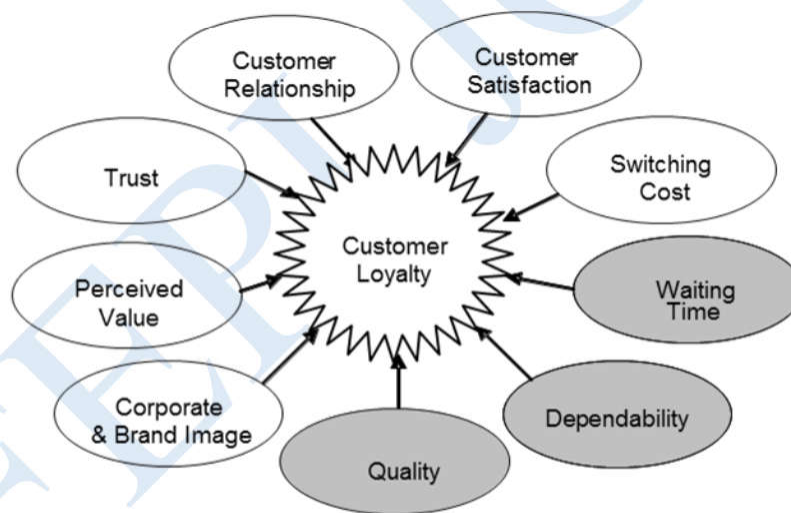 Customer
Relationship
Customer
Satisfaction
Trust
Switching
Cost
Customer
Loyalty
Perceived
Value
Waiting
Time
Corporate
& Brand Image
Dependability
Quality